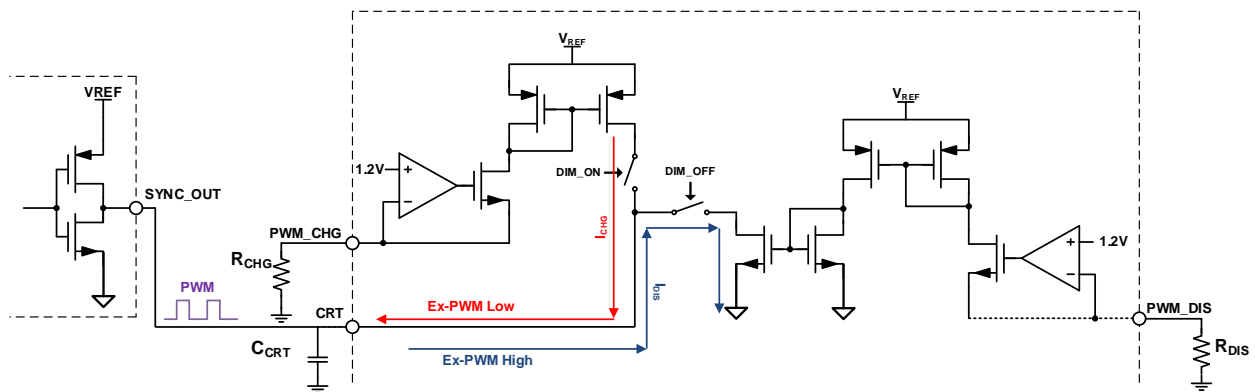 VREF
VREF
VREF
1.2V
+
−
DIM_ON
DIM_OFF
SYNC_OUT
PWM_CHG
RCHG
ICHG
IDIS
+
1.2V
−
PWM
CRT
Ex-PWM Low
Ex-PWM High
CCRT
PWM_DIS
RDIS